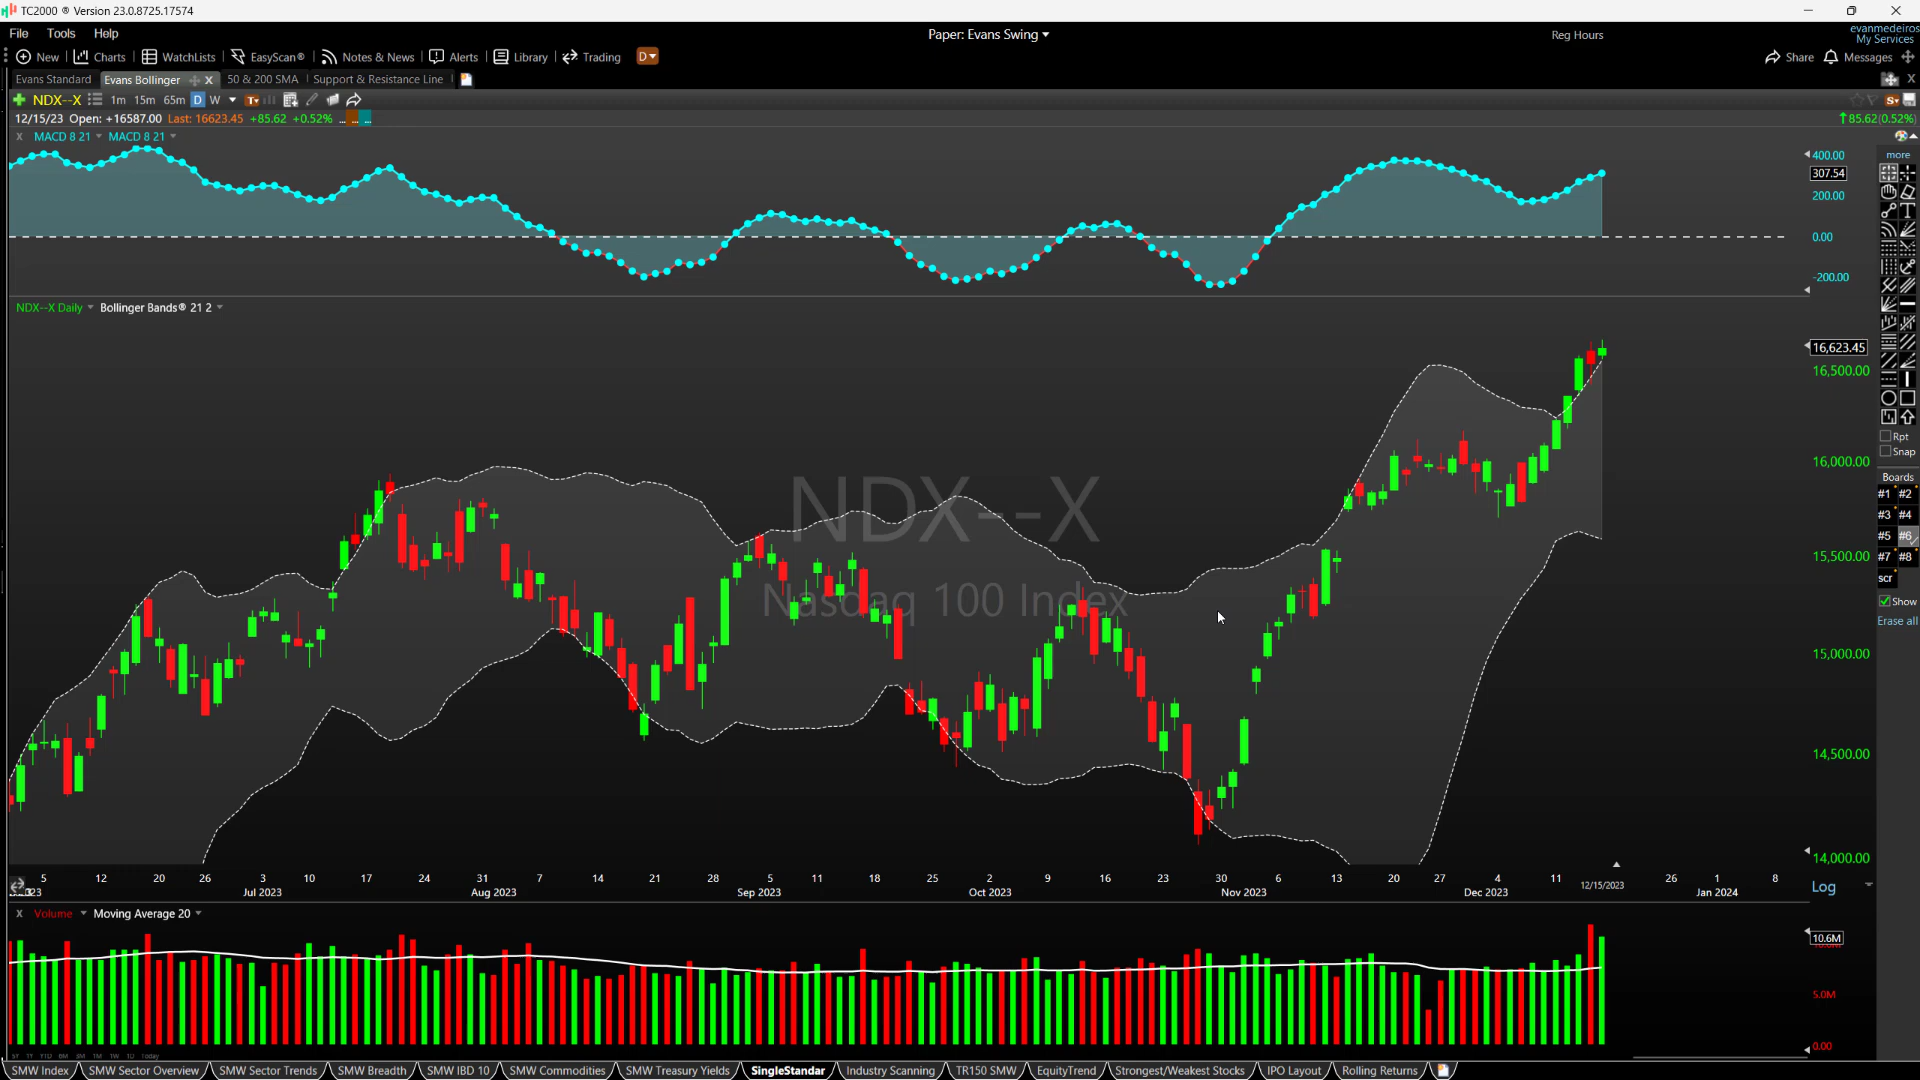 TC2000 ® Version 23.0.8725.17574
File Tools Help
Paper: Evans Swing
Reg Hours
evanmedeiros
My Services
New Charts WatchLists EasyScan® Notes & News Alerts Library Trading D
Share Messages
Evans Standard Evans Bollinger X 50 & 200 SMA Support & Resistance Line
NDX--X 1m 15m 65m D W T
S
12/15/23 Open: +16587.00 Last: 16623.45 +85.62 +0.52% ... ... ...
85.62(0.52%)
X MACD 8 21 MACD 8 21
400.00
307.54
200.00
0.00
-200.00
more
NDX--X Daily Bollinger Bands® 21 2
NDX--X
Nasdaq 100 Index
16,623.45
16,500.00
16,000.00
15,500.00
15,000.00
14,500.00
14,000.00
Rpt
Snap
Boards
#1 #2
#3 #4
#5 #6
#7 #8
scr
Show
Erase all
5 12 20 26 3 10 17 24 31 7 14 21 28 5 11 18 25 2 9 16 23 30 6 13 20 27 4 11 12/15/2023 26 1 8
Jul 2023 Aug 2023 Sep 2023 Oct 2023 Nov 2023 Dec 2023 Jan 2024
Log
X Volume Moving Average 20
10.6M
5.0M
0.00
5Y 1Y YTD 6M 3M 1M 1W 1D Today
SMW Index SMW Sector Overview SMW Sector Trends SMW Breadth SMW IBD 10 SMW Commodities SMW Treasury Yields SingleStandar Industry Scanning TR150 SMW EquityTrend Strongest/Weakest Stocks IPO Layout Rolling Returns